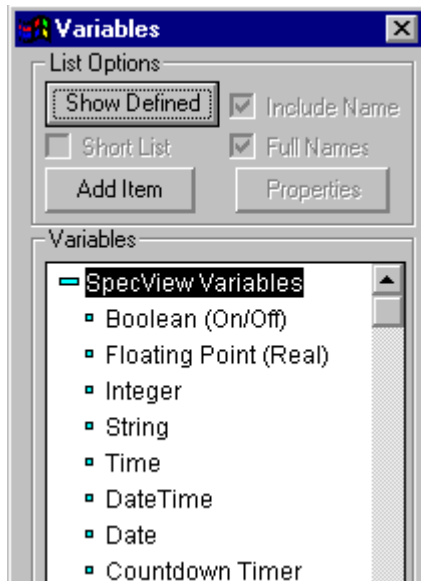 Variables
List Options
Show Defined
Include Name
Short List
Full Names
Add Item
Properties
Variables
SpecView Variables
Boolean (On/Off)
Floating Point (Real)
Integer
String
Time
DateTime
Date
Countdown Timer